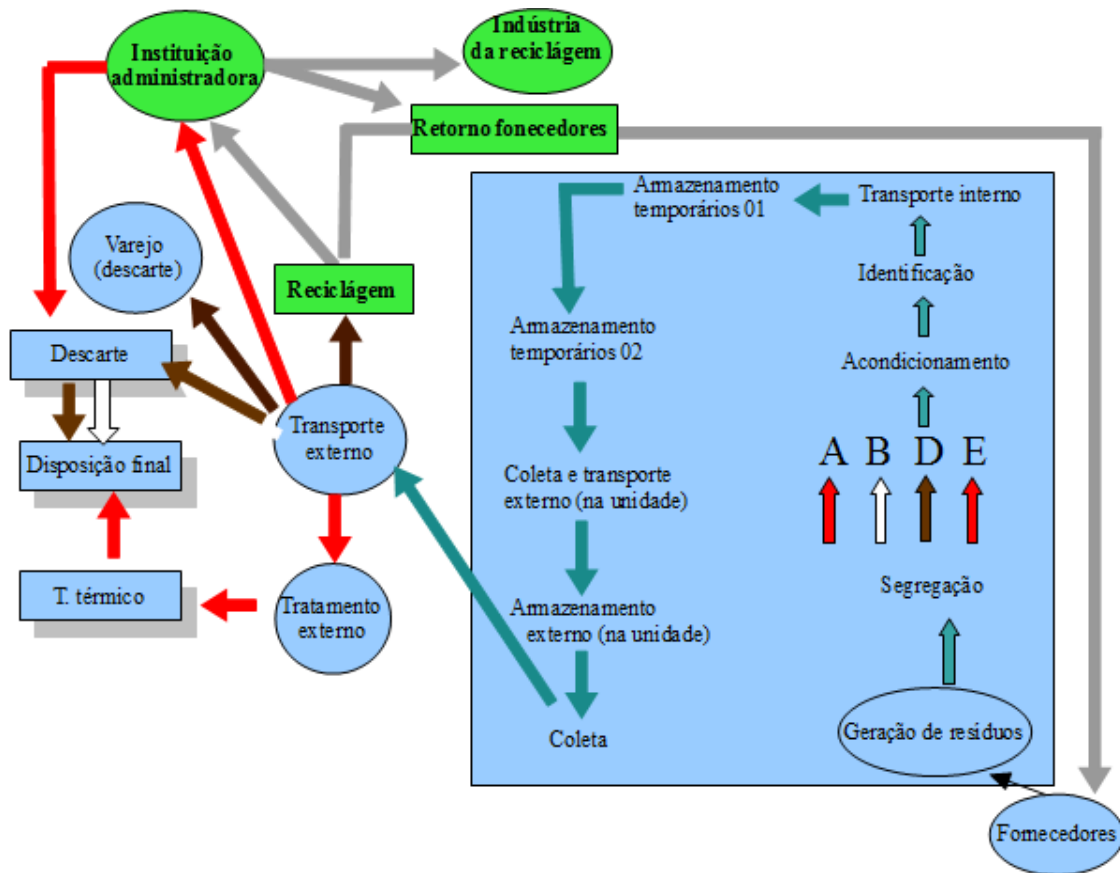 Instituição
administradora
Indústria
da reciclágem
Retorno fonecedores
Armazenamento
temporários 01
Transporte interno
Varejo
(descarte)
Identificação
Reciclágem
Armazenamento
temporários 02
Descarte
Acondicionamento
Transporte
externo
Disposição final
A B D E
Coleta e transporte
externo (na unidade)
T. térmico
Tratamento
externo
Segregação
Armazenamento
externo (na unidade)
Coleta
Geração de resíduos
Fornecedores